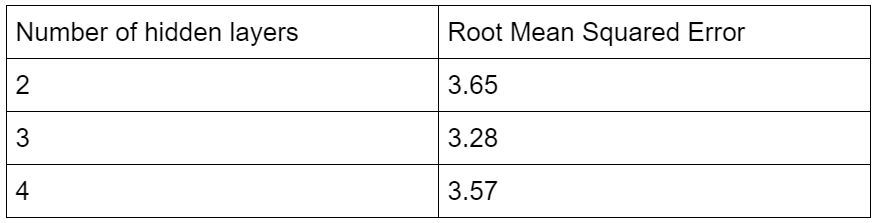 Number of hidden layers Root Mean Squared Error
2 3.65
3 3.28
4 3.57